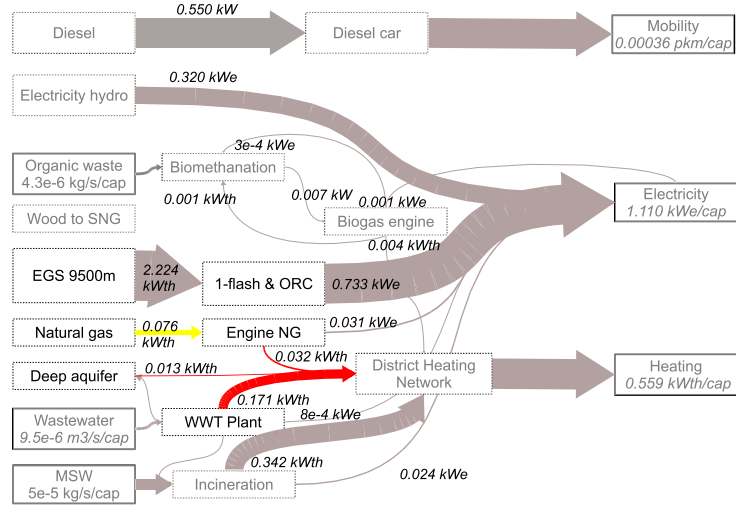 0.550 kW
Diesel
Diesel car
Mobility
0.00036 pkm/cap
0.320 kWe
Electricity hydro
3e-4 kWe
Organic waste
4.3e-6 kg/s/cap
Biomethanation
0.001 kWth
0.007 kW
0.001 kWe
Electricity
1.110 kWe/cap
Wood to SNG
Biogas engine
0.004 kWth
EGS 9500m
2.224
kWth
1-flash & ORC
0.733 kWe
Natural gas
0.076
kWth
Engine NG
0.031 kWe
0.032 kWth
Deep aquifer
0.013 kWth
District Heating
Network
Heating
0.559 kWth/cap
0.171 kWth
Wastewater
9.5e-6 m3/s/cap
WWT Plant
8e-4 kWe
0.342 kWth
0.024 kWe
MSW
5e-5 kg/s/cap
Incineration